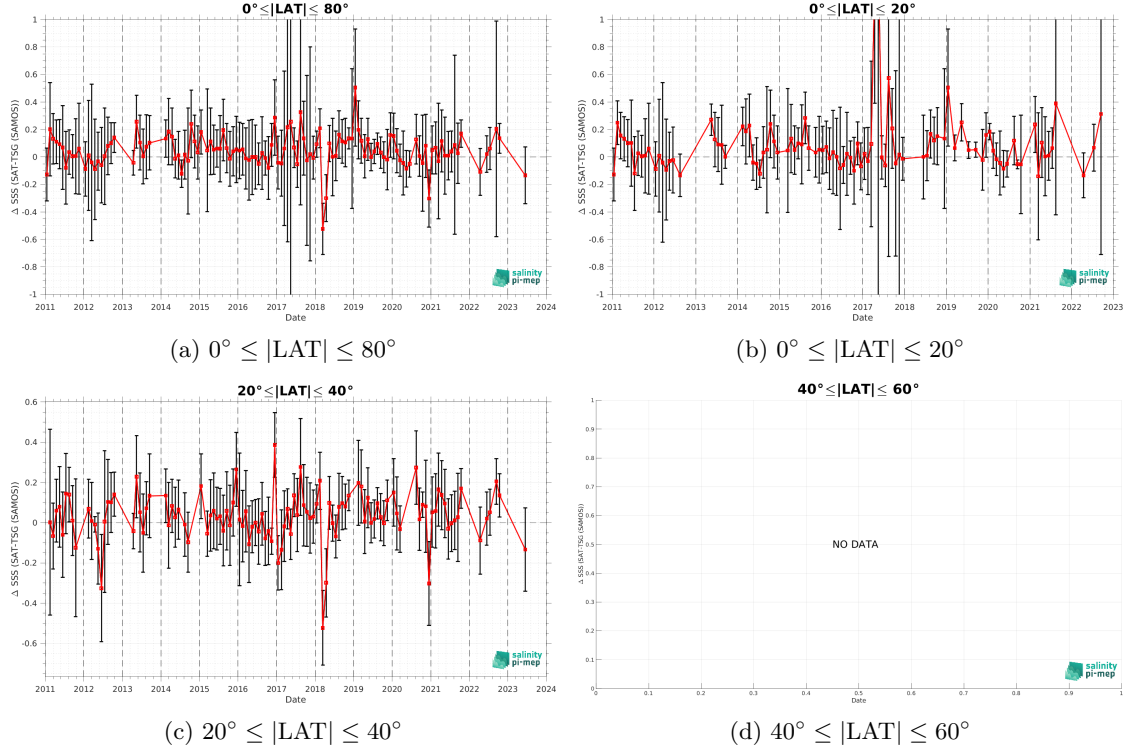 0°≤|LAT|≤ 80°
Δ SSS (SAT-TSG (SAMOS))
1
0.8
0.6
0.4
0.2
0
-0.2
-0.4
-0.6
-0.8
-1
2011 2012 2013 2014 2015 2016 2017 2018 2019 2020 2021 2022 2023 2024
Date
salinity
pi-mep
(a) 0° ≤ |LAT| ≤ 80°
0°≤|LAT|≤ 20°
Δ SSS (SAT-TSG (SAMOS))
1
0.8
0.6
0.4
0.2
0
-0.2
-0.4
-0.6
-0.8
-1
2011 2012 2013 2014 2015 2016 2017 2018 2019 2020 2021 2022 2023
Date
salinity
pi-mep
(b) 0° ≤ |LAT| ≤ 20°
20°≤|LAT|≤ 40°
Δ SSS (SAT-TSG (SAMOS))
0.6
0.4
0.2
0
-0.2
-0.4
-0.6
2011 2012 2013 2014 2015 2016 2017 2018 2019 2020 2021 2022 2023 2024
Date
salinity
pi-mep
(c) 20° ≤ |LAT| ≤ 40°
40°≤|LAT|≤ 60°
Δ SSS (SAT-TSG (SAMOS))
1
0.9
0.8
0.7
0.6
0.5
0.4
0.3
0.2
0.1
0
NO DATA
0 0.1 0.2 0.3 0.4 0.5 0.6 0.7 0.8 0.9 1
Date
salinity
pi-mep
(d) 40° ≤ |LAT| ≤ 60°